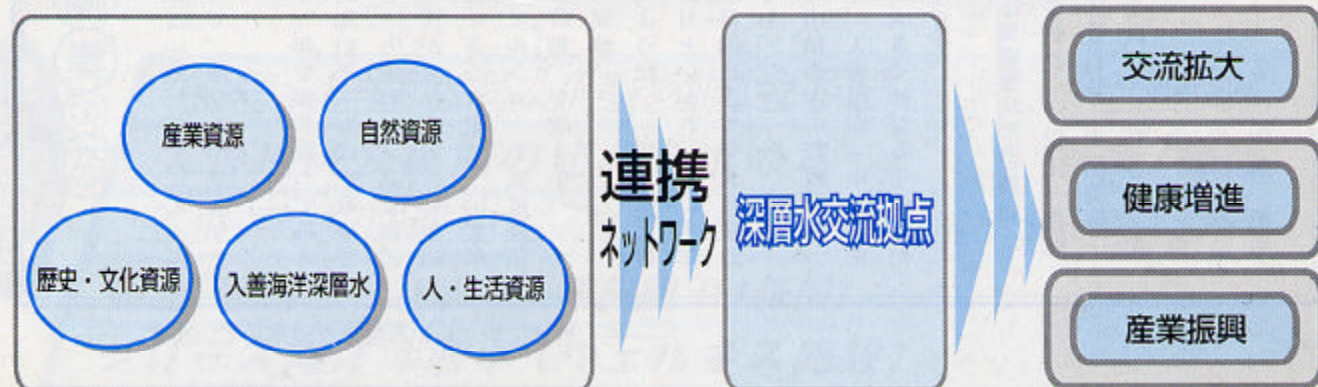 産業資源
自然資源
歴史・文化資源
入善海洋深層水
人・生活資源
連携
ネットワーク
深層水交流拠点
交流拡大
健康増進
産業振興